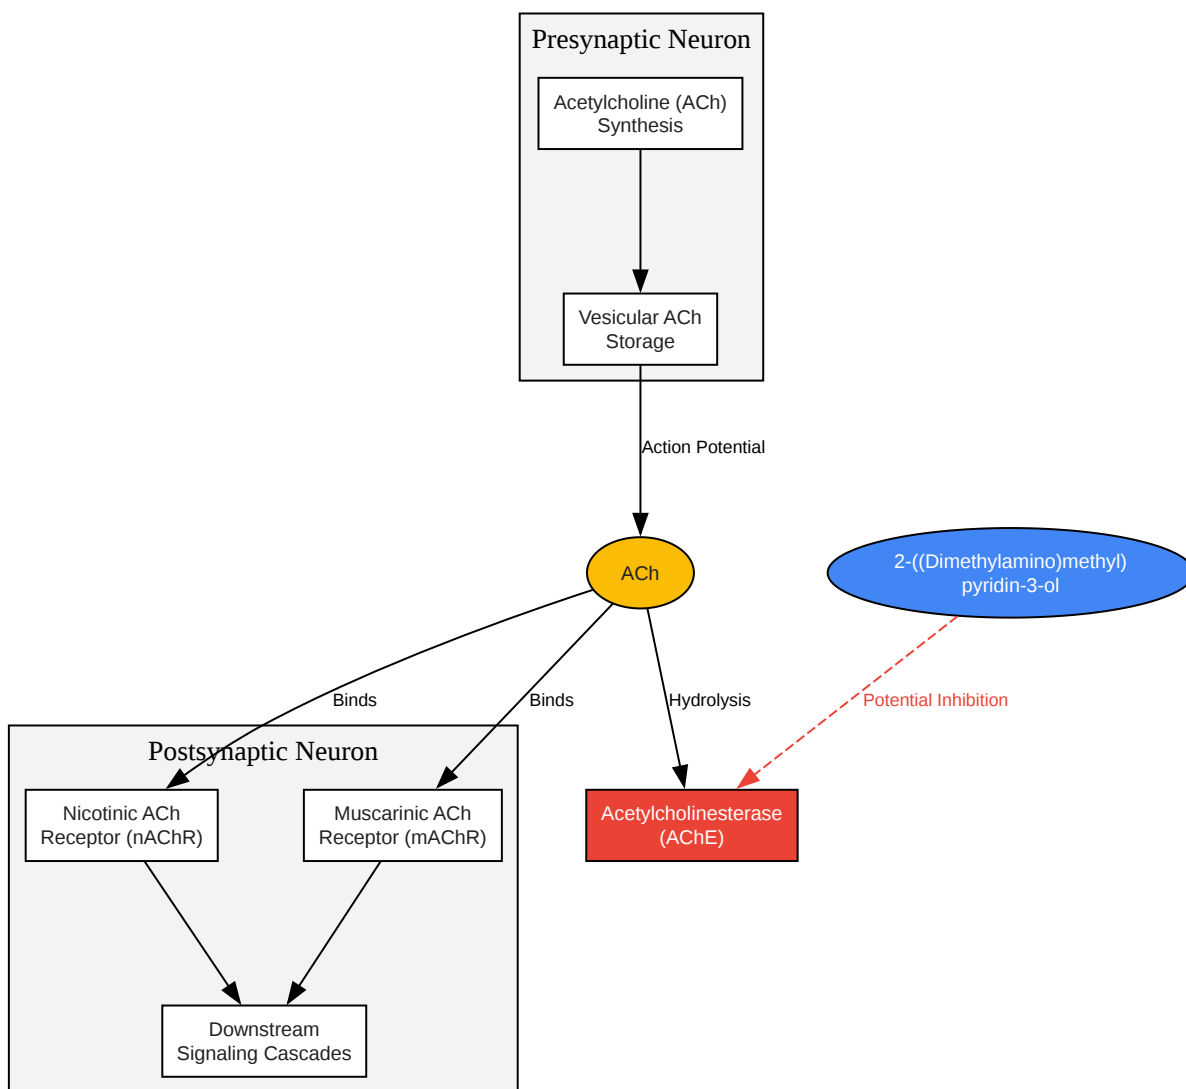 Presynaptic Neuron
Acetylcholine (ACh)
Synthesis
Vesicular ACh
Storage
Action Potential
ACh
2-((Dimethylamino)methyl)
pyridin-3-ol
Binds
Binds
Hydrolysis
Potential Inhibition
Postsynaptic Neuron
Nicotinic ACh
Receptor (nAChR)
Muscarinic ACh
Receptor (mAChR)
Acetylcholinesterase
(AChE)
Downstream
Signaling Cascades